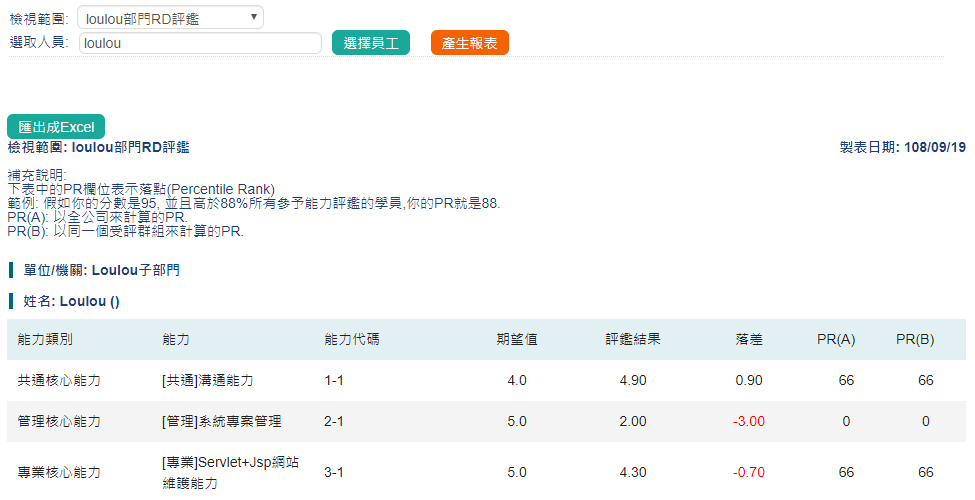 檢視範圍: loulou部門RD評鑑
選取人員: loulou 選擇員工 產生報表
匯出成Excel
檢視範圍: loulou部門RD評鑑 製表日期: 108/09/19
補充說明:
下表中的PR欄位表示落點(Percentile Rank)
範例: 假如你的分數是95, 並且高於88%所有參予能力評鑑的學員,你的PR就是88.
PR(A): 以全公司來計算的PR.
PR(B): 以同一個受評群組來計算的PR.
單位/機關: Loulou子部門
姓名: Loulou ()
能力類別 能力 能力代碼 期望值 評鑑結果 落差 PR(A) PR(B)
共通核心能力 [共通]溝通能力 1-1 4.0 4.90 0.90 66 66
管理核心能力 [管理]系統專案管理 2-1 5.0 2.00 -3.00 0 0
專業核心能力 [專業]Servlet+Jsp網站 3-1 5.0 4.30 -0.70 66 66
維護能力